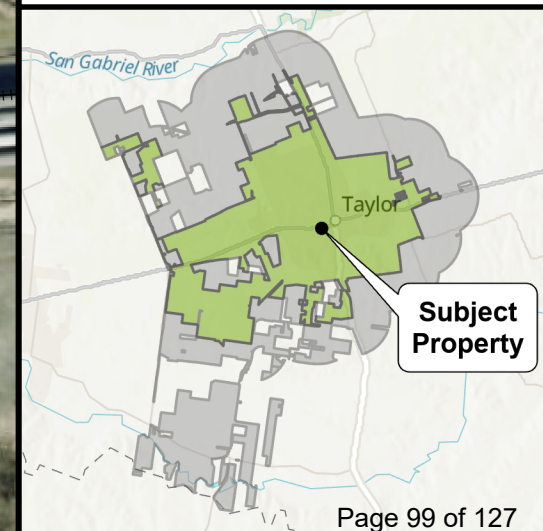 San Gabriel River
Taylor
Subject
Property
Page 99 of 127